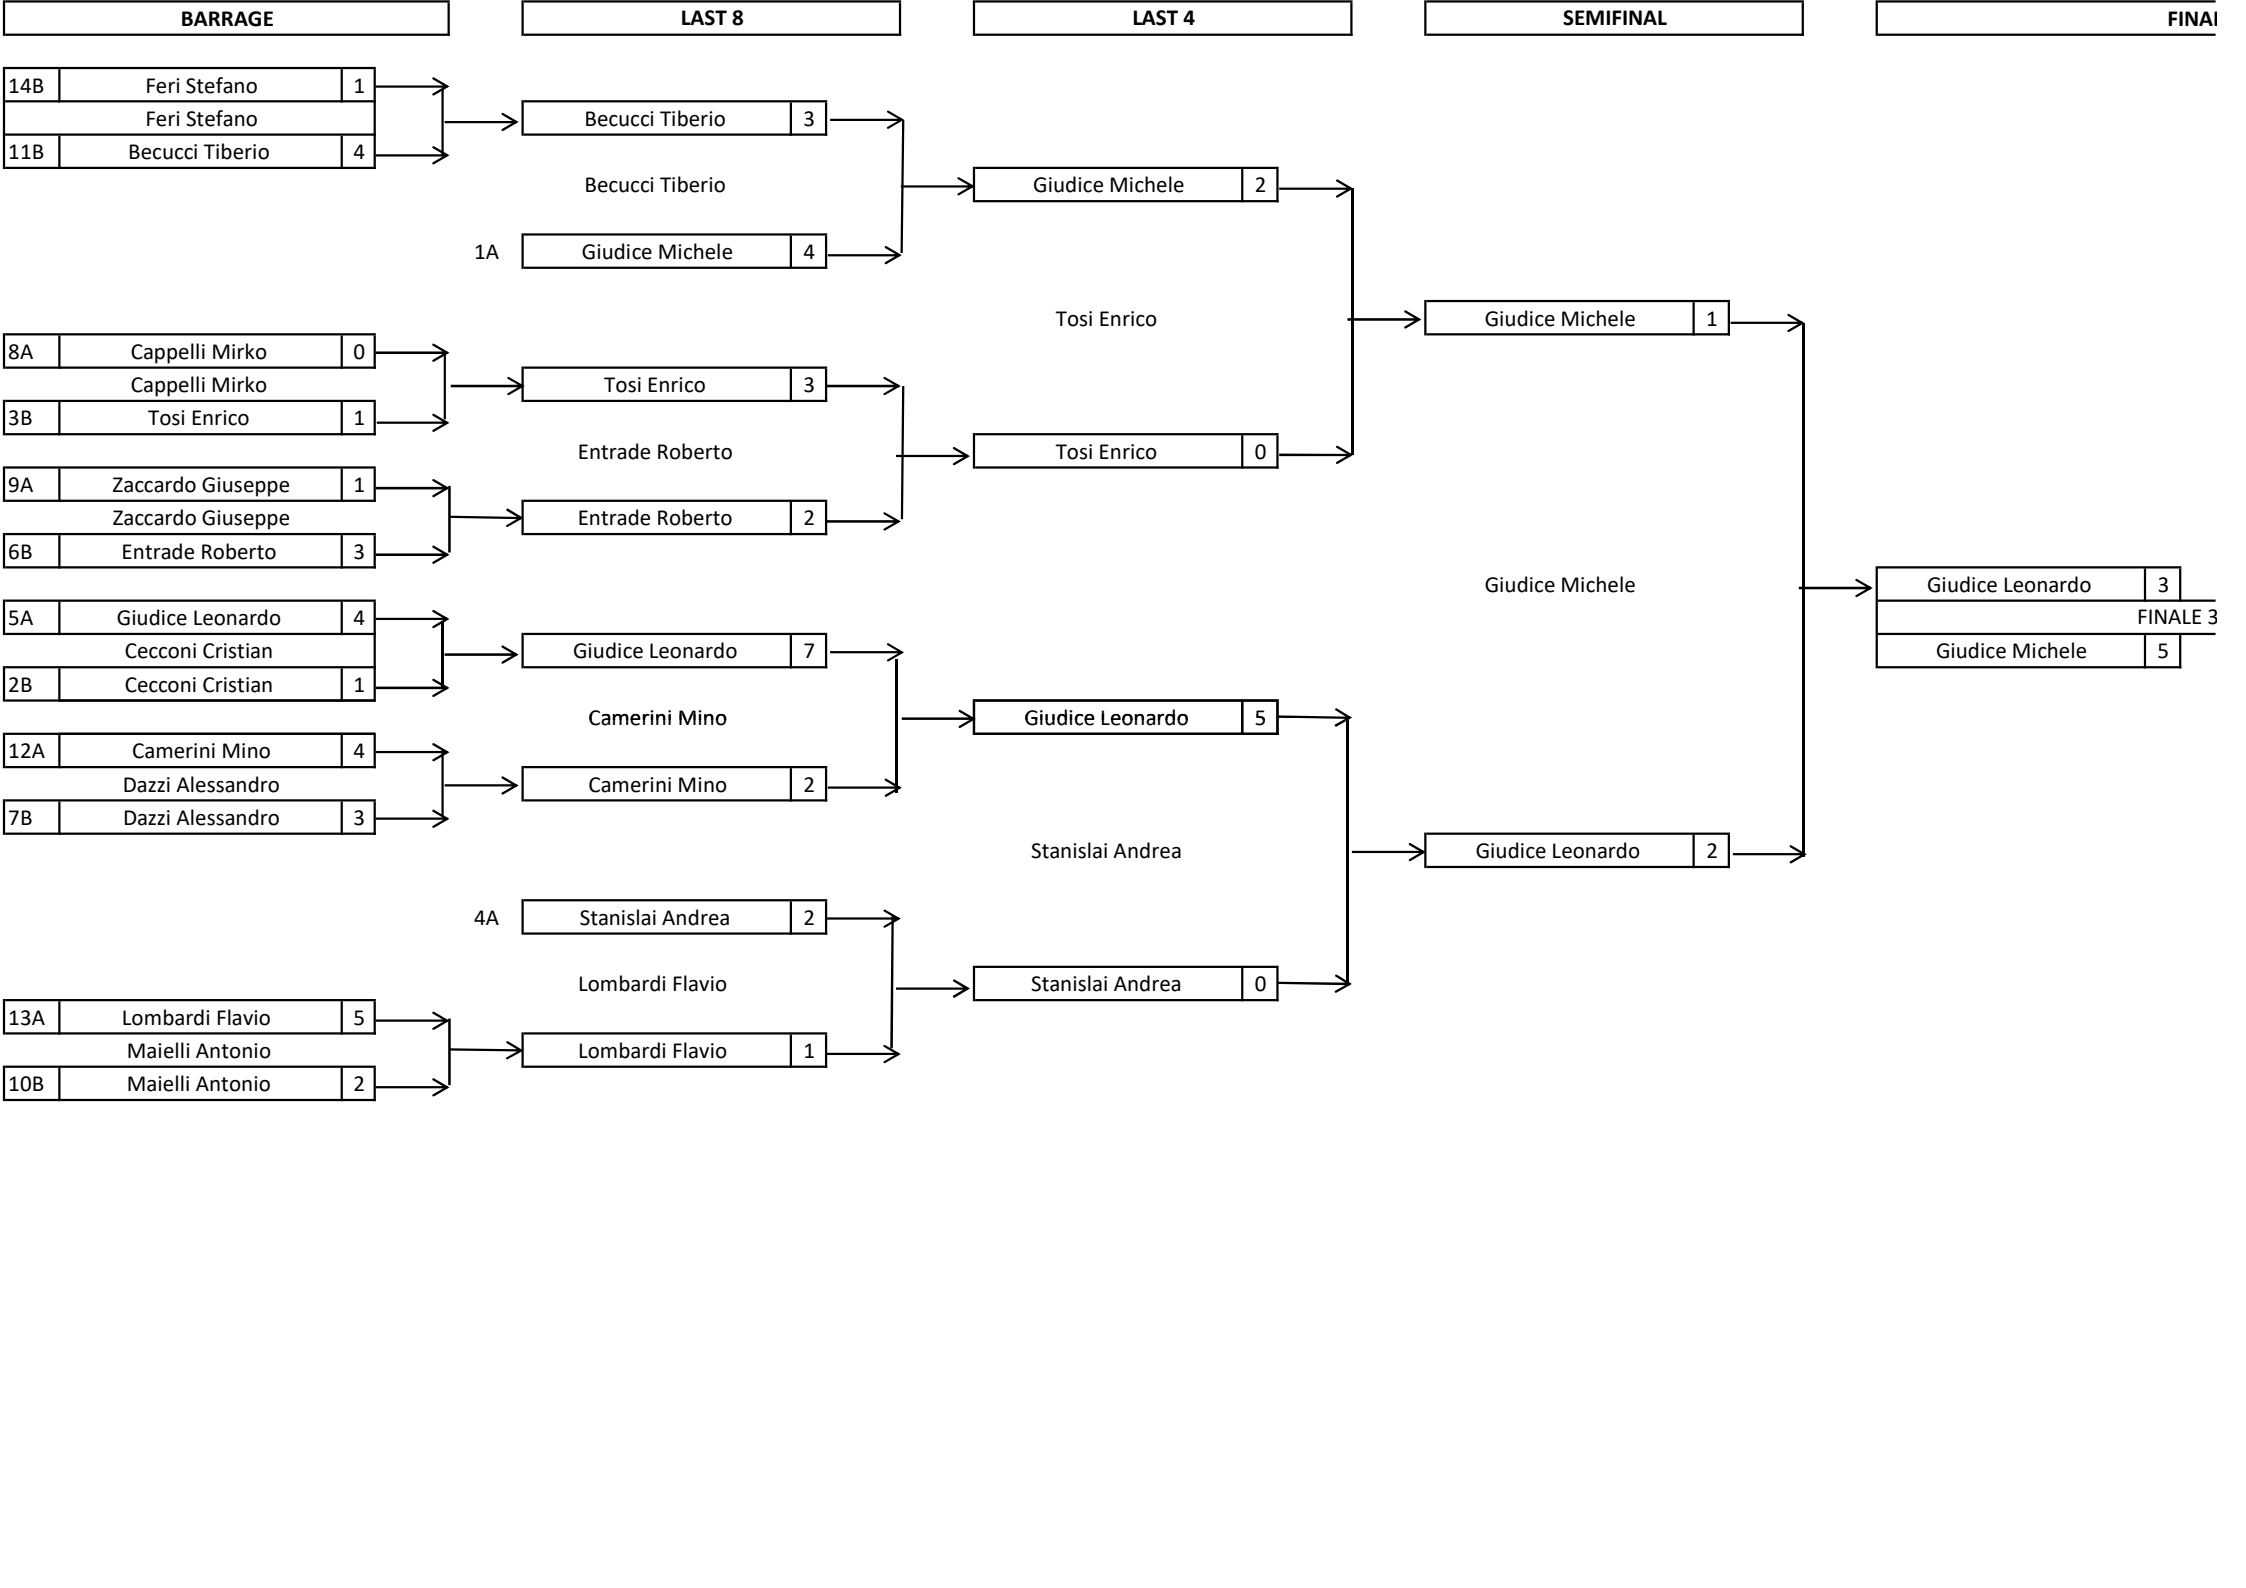 BARRAGE
LAST 8
LAST 4
SEMIFINAL
FINAL
14B Feri Stefano 1
Feri Stefano
11B Becucci Tiberio 4
8A Cappelli Mirko 0
Cappelli Mirko
3B Tosi Enrico 1
9A Zaccardo Giuseppe 1
Zaccardo Giuseppe
6B Entrade Roberto 3
5A Giudice Leonardo 4
Cecconi Cristian
2B Cecconi Cristian 1
12A Camerini Mino 4
Dazzi Alessandro
7B Dazzi Alessandro 3
13A Lombardi Flavio 5
Maielli Antonio
10B Maielli Antonio 2
Becucci Tiberio 3
Becucci Tiberio
1A Giudice Michele 4
Tosi Enrico 3
Entrade Roberto
Entrade Roberto 2
Giudice Leonardo 7
Camerini Mino
Camerini Mino 2
4A Stanislai Andrea 2
Lombardi Flavio
Lombardi Flavio 1
Giudice Michele 2
Tosi Enrico
Tosi Enrico 0
Giudice Leonardo 5
Stanislai Andrea
Stanislai Andrea 0
Giudice Michele 1
Giudice Michele
Giudice Leonardo 2
Giudice Leonardo 3
FINALE 3
Giudice Michele 5